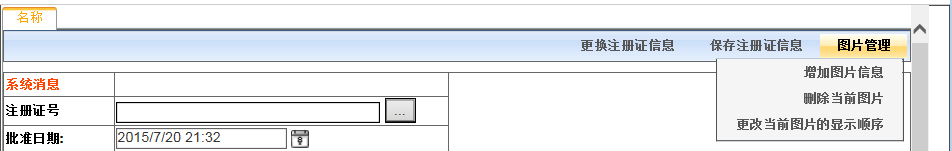 名称
更换注册证信息 保存注册证信息 图片管理
增加图片信息
系统消息
删除当前图片
注册证号 ...
更改当前图片的显示顺序
批准日期: 2015/7/20 21:32